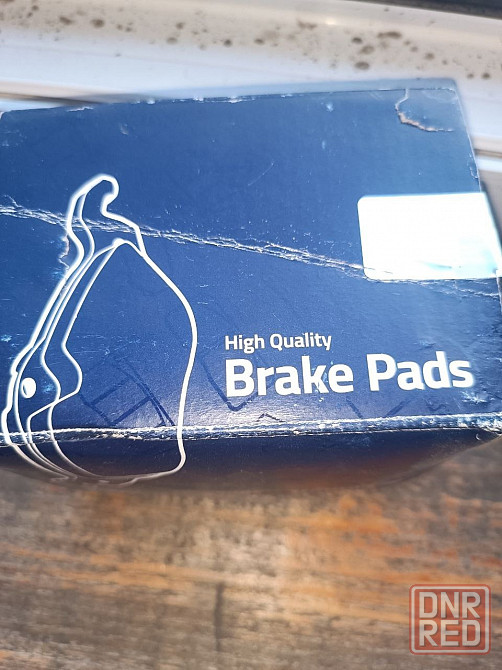 High Quality
Brake Pads
DNR
RED